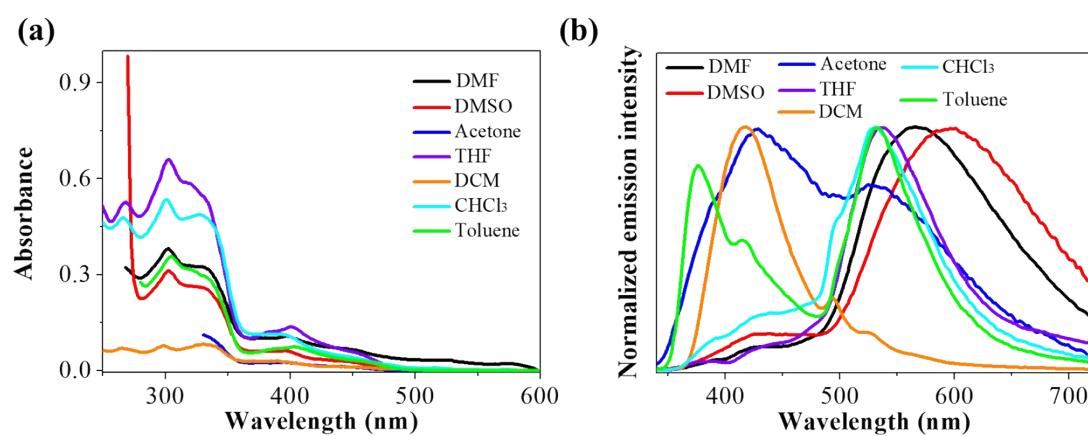 (a)
Absorbance
0.9
0.6
0.3
0.0
DMF
DMSO
Acetone
THF
DCM
CHCl₃
Toluene
300 400 500 600
Wavelength (nm)
(b)
Normalized emission intensity
DMF
DMSO
Acetone
THF
DCM
CHCl₃
Toluene
400 500 600 700
Wavelength (nm)